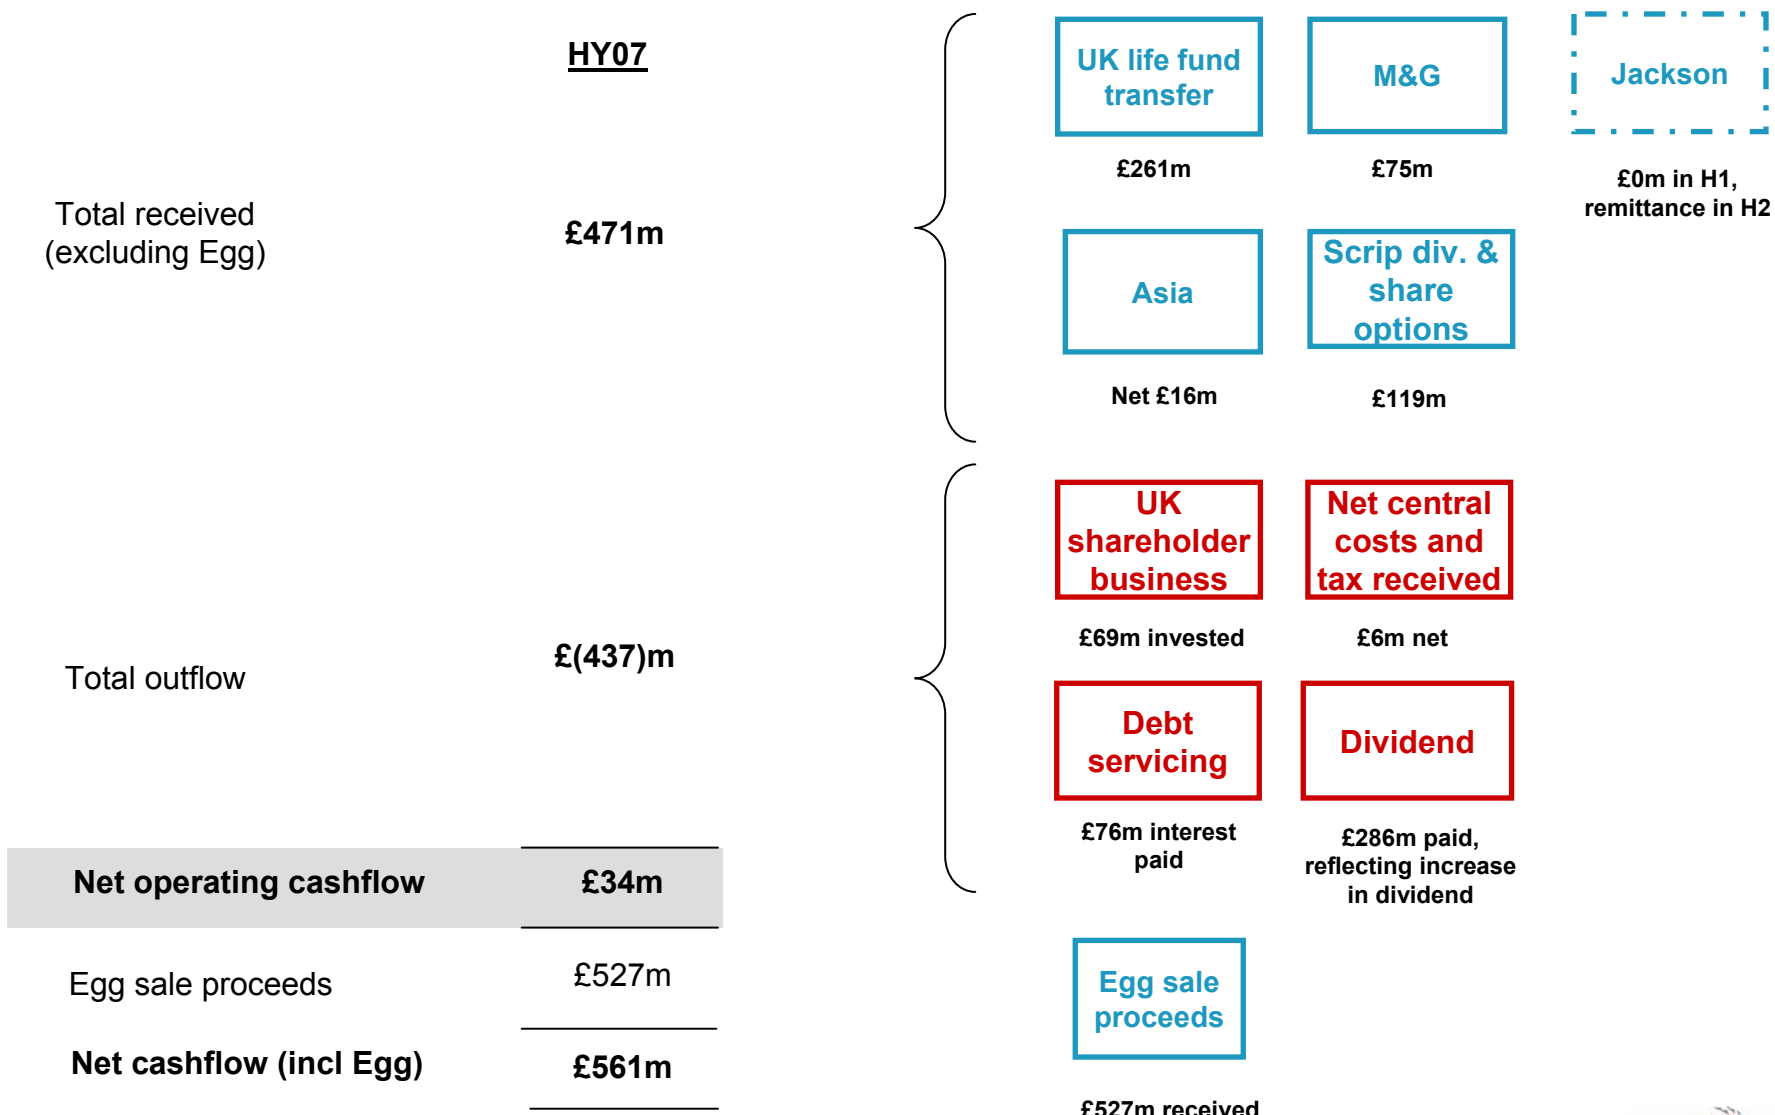 HY07
Total received
(excluding Egg)
£471m
UK life fund
transfer
£261m
M&G
£75m
Jackson
£0m in H1,
remittance in H2
Asia
Net £16m
Scrip div. &
share
options
£119m
Total outflow
£(437)m
UK
shareholder
business
£69m invested
Net central
costs and
tax received
£6m net
Debt
servicing
£76m interest
paid
Dividend
£286m paid,
reflecting increase
in dividend
Net operating cashflow
£34m
Egg sale proceeds
£527m
Net cashflow (incl Egg)
£561m
Egg sale
proceeds
£527m received